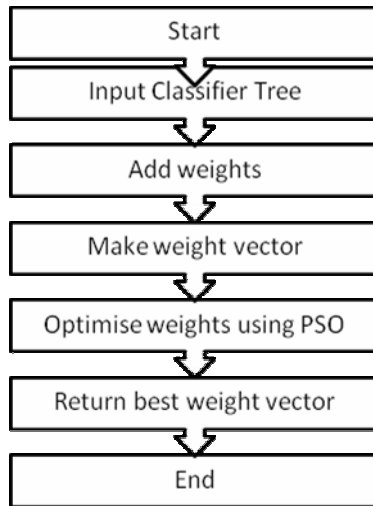 Start
Input Classifier Tree
Add weights
Make weight vector
Optimise weights using PSO
Return best weight vector
End